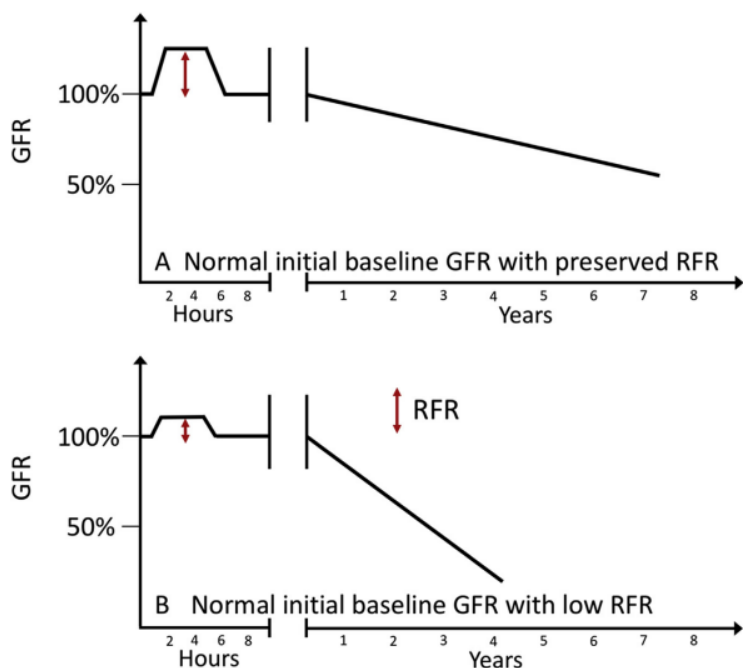 GFR
100%
50%
A Normal initial baseline GFR with preserved RFR
2 4 6 8 1 2 3 4 5 6 7 8
Hours Years
RFR
GFR
100%
50%
B Normal initial baseline GFR with low RFR
2 4 6 8 1 2 3 4 5 6 7 8
Hours Years